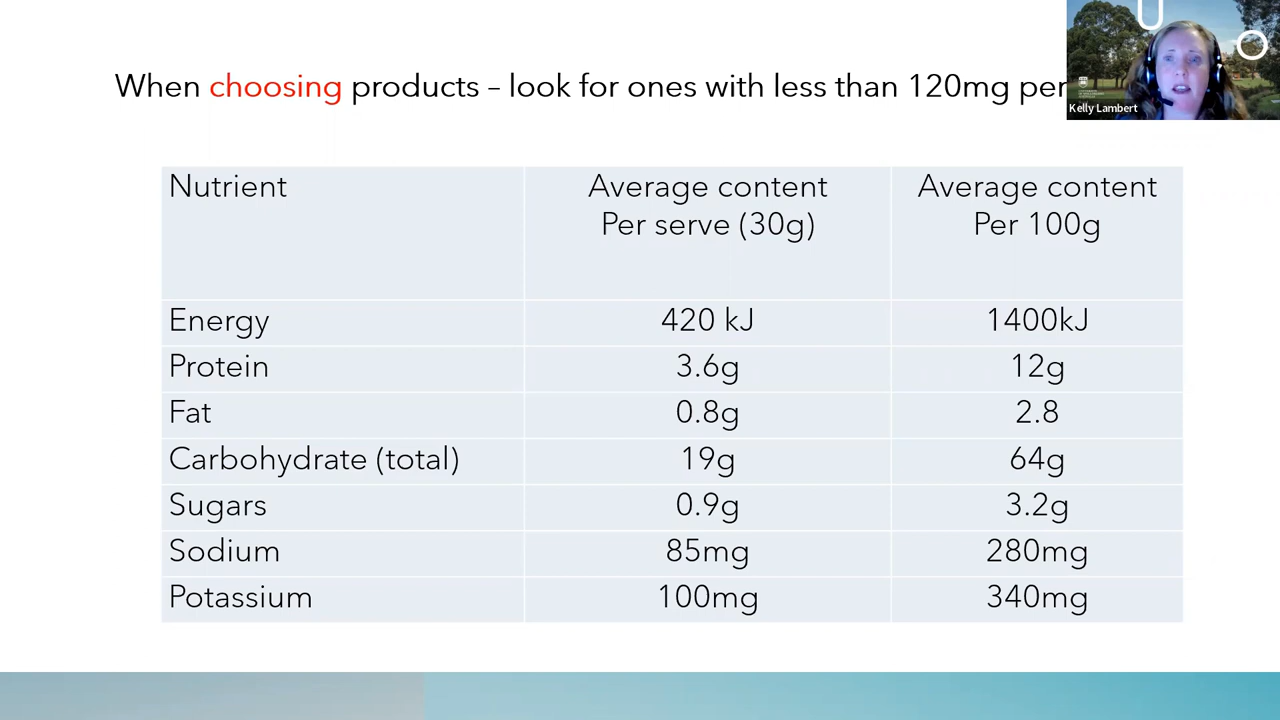 When choosing products – look for ones with less than 120mg per
Kelly Lambert
Nutrient
Average content
Per serve (30g)
Average content
Per 100g
Energy
420 kJ
1400kJ
Protein
3.6g
12g
Fat
0.8g
2.8
Carbohydrate (total)
19g
64g
Sugars
0.9g
3.2g
Sodium
85mg
280mg
Potassium
100mg
340mg